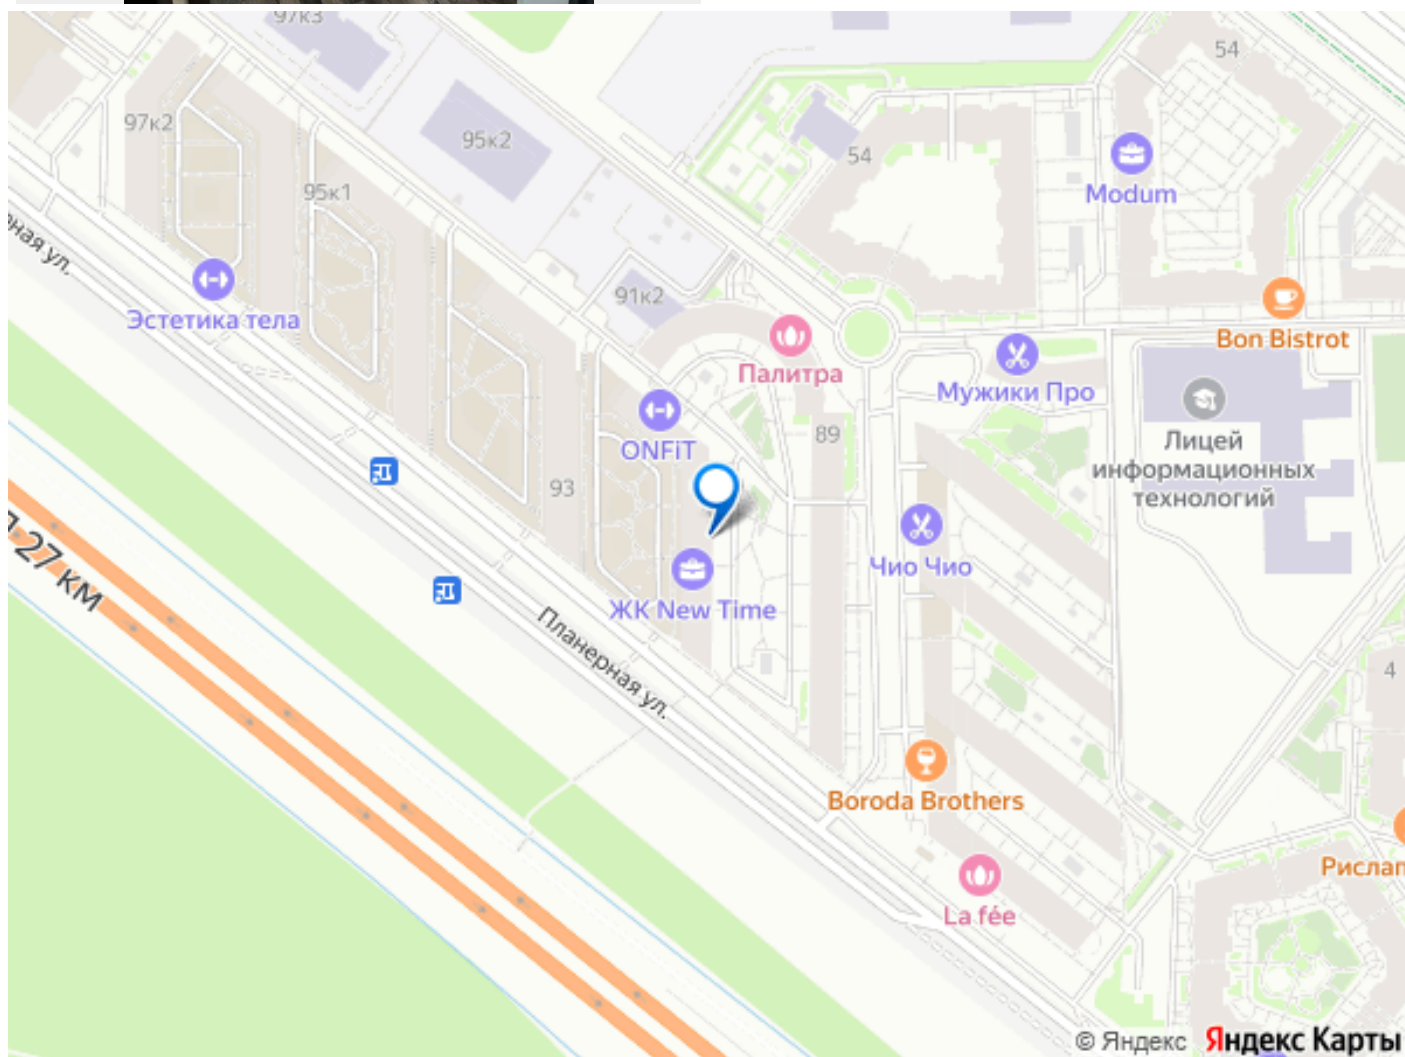 97к3
54
97к2
95к2
54
Modum
95к1
ная ул.
Эстетика тела
91к2
Палитра
Bon Bistrot
Мужики Про
ONFiT
89
Лицей
информационных
технологий
93
27 км
Чио Чио
ЖК New Time
Планерная ул.
4
Boroda Brothers
Рислан
La fée
© Яндекс Яндекс Карты